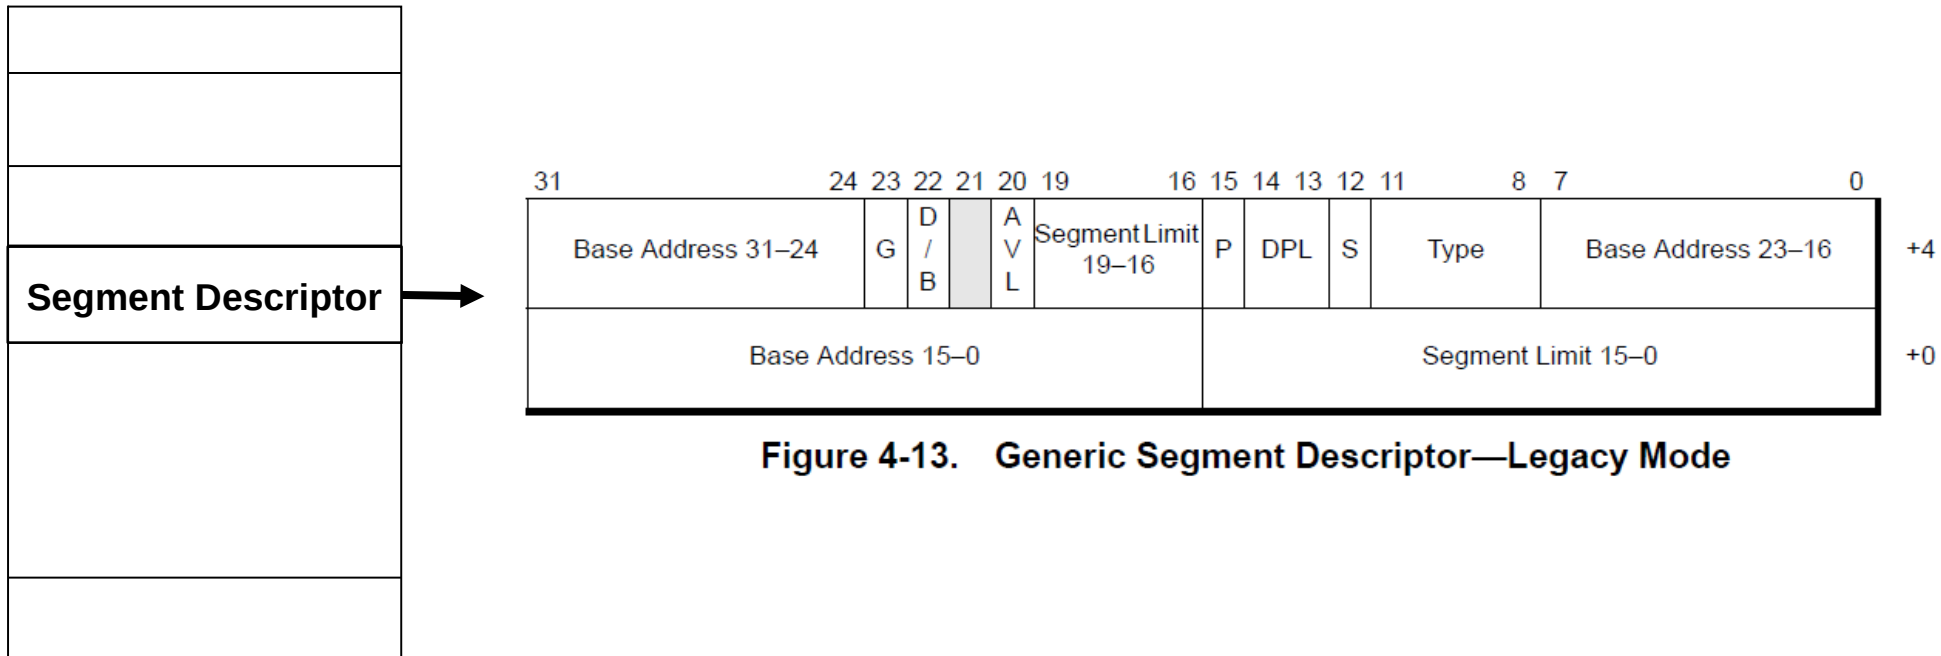 Segment Descriptor
31 24 23 22 21 20 19 16 15 14 13 12 11 8 7 0
Base Address 31–24
G
D
/
B
A
V
L
Segment Limit
19–16
P
DPL
S
Type
Base Address 23–16
+4
Base Address 15–0
Segment Limit 15–0
+0
Figure 4-13. Generic Segment Descriptor—Legacy Mode